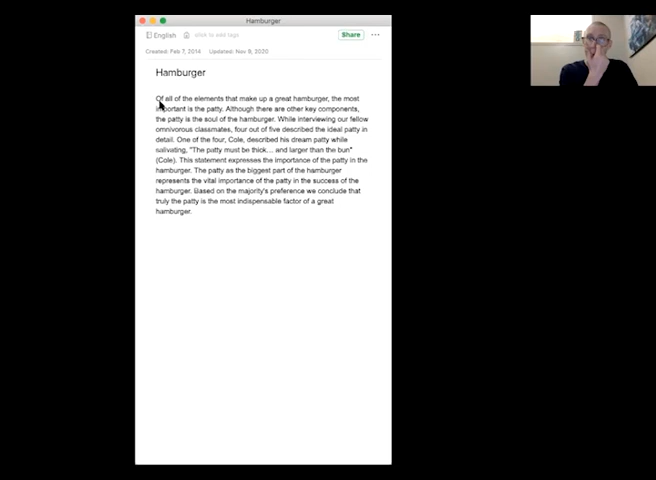 Hamburger
English
click to add tags
Share
Created: Feb 7, 2014 Updated: Nov 8, 2020
Hamburger
Of all of the elements that make up a great hamburger, the most
important is the patty. Although there are other key components,
the patty is the soul of the hamburger. While interviewing our fellow
omnivorous classmates, four out of five described the ideal patty in
detail. One of the four, Cole, described his dream patty while
salivating, "The patty must be thick... and larger than the bun"
(Cole). This statement expresses the importance of the patty in the
hamburger. The patty as the biggest part of the hamburger
represents the vital importance of the patty in the success of the
hamburger. Based on the majority's preference we conclude that
truly the patty is the most indispensable factor of a great
hamburger.